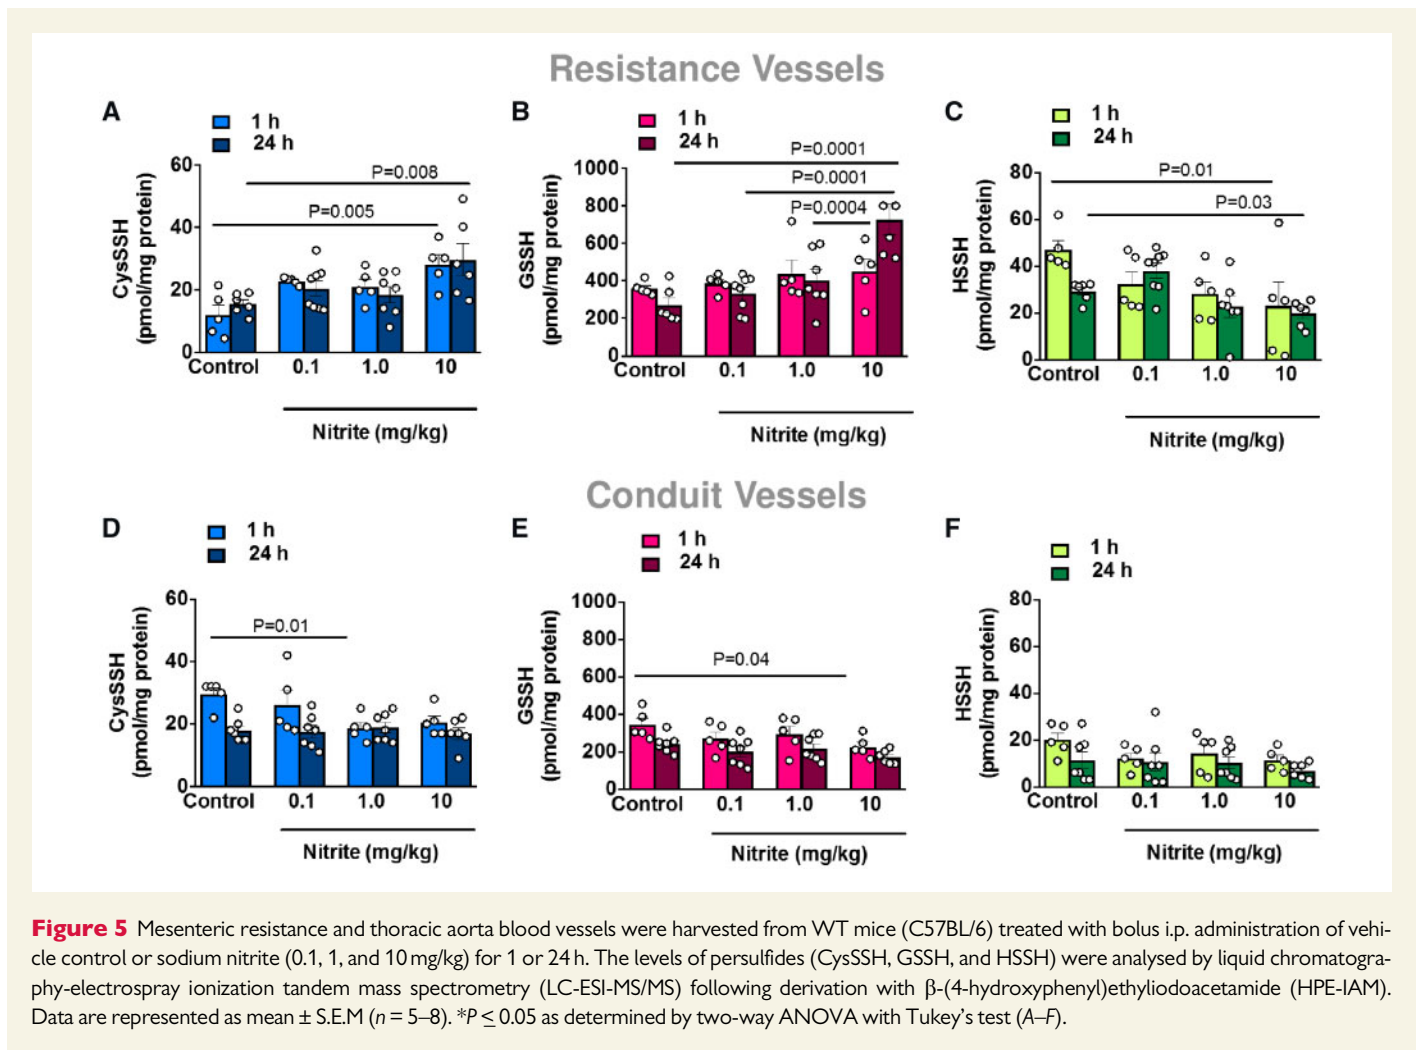 Resistance Vessels
A
1 h
24 h
CysSSH
(pmol/mg protein)
60
40
20
0
P=0.008
P=0.005
Control 0.1 1.0 10
Nitrite (mg/kg)
B
1 h
24 h
GSSH
(pmol/mg protein)
1000
800
600
400
200
0
P=0.0001
P=0.0001
P=0.0004
Control 0.1 1.0 10
Nitrite (mg/kg)
C
1 h
24 h
HSSH
(pmol/mg protein)
80
60
40
20
0
P=0.01
P=0.03
Control 0.1 1.0 10
Nitrite (mg/kg)
Conduit Vessels
D
1 h
24 h
CysSSH
(pmol/mg protein)
60
40
20
0
P=0.01
Control 0.1 1.0 10
Nitrite (mg/kg)
E
1 h
24 h
GSSH
(pmol/mg protein)
1000
800
600
400
200
0
P=0.04
Control 0.1 1.0 10
Nitrite (mg/kg)
F
1 h
24 h
HSSH
(pmol/mg protein)
80
60
40
20
0
Control 0.1 1.0 10
Nitrite (mg/kg)
Figure 5 Mesenteric resistance and thoracic aorta blood vessels were harvested from WT mice (C57BL/6) treated with bolus i.p. administration of vehi-
cle control or sodium nitrite (0.1, 1, and 10 mg/kg) for 1 or 24 h. The levels of persulfides (CysSSH, GSSH, and HSSH) were analysed by liquid chromatogra-
phy-electrospray ionization tandem mass spectrometry (LC-ESI-MS/MS) following derivation with β-(4-hydroxyphenyl)ethyliodoacetamide (HPE-IAM).
Data are represented as mean ± S.E.M (n = 5–8). *P ≤ 0.05 as determined by two-way ANOVA with Tukey's test (A–F).